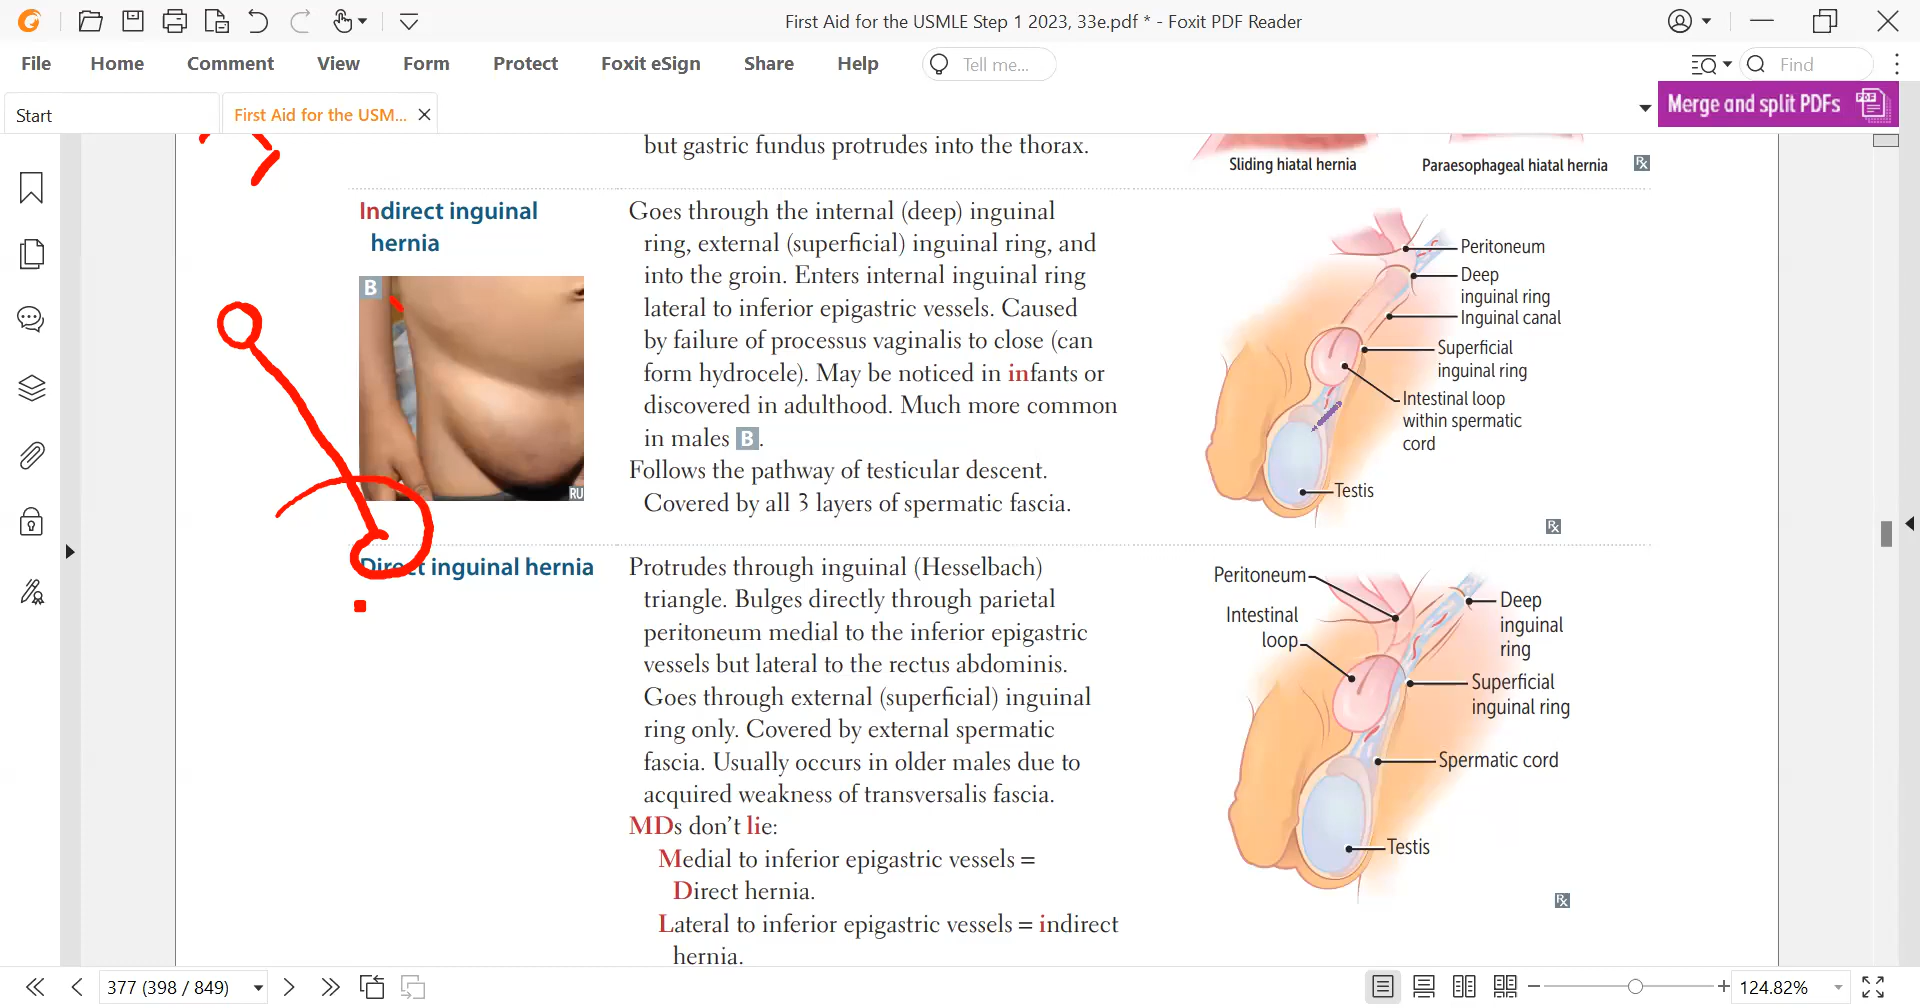 First Aid for the USMLE Step 1 2023, 33e.pdf * - Foxit PDF Reader
File Home Comment View Form Protect Foxit eSign Share Help Tell me... Find
Start First Aid for the USM... Merge and split PDFs
PDF
but gastric fundus protrudes into the thorax.
Sliding hiatal hernia Paraesophageal hiatal hernia Rx
Indirect inguinal
hernia
B
RU
Goes through the internal (deep) inguinal
ring, external (superficial) inguinal ring, and
into the groin. Enters internal inguinal ring
lateral to inferior epigastric vessels. Caused
by failure of processus vaginalis to close (can
form hydrocele). May be noticed in infants or
discovered in adulthood. Much more common
in males B.
Follows the pathway of testicular descent.
Covered by all 3 layers of spermatic fascia.
Peritoneum
Deep
inguinal ring
Inguinal canal
Superficial
inguinal ring
Intestinal loop
within spermatic
cord
Testis
Rx
Direct inguinal hernia
Protrudes through inguinal (Hesselbach)
triangle. Bulges directly through parietal
peritoneum medial to the inferior epigastric
vessels but lateral to the rectus abdominis.
Goes through external (superficial) inguinal
ring only. Covered by external spermatic
fascia. Usually occurs in older males due to
acquired weakness of transversalis fascia.
MDs don't lie:
Medial to inferior epigastric vessels =
Direct hernia.
Lateral to inferior epigastric vessels = indirect
hernia.
Peritoneum
Intestinal
loop
Deep
inguinal
ring
Superficial
inguinal ring
Spermatic cord
Testis
Rx
377 (398 / 849) 124.82%